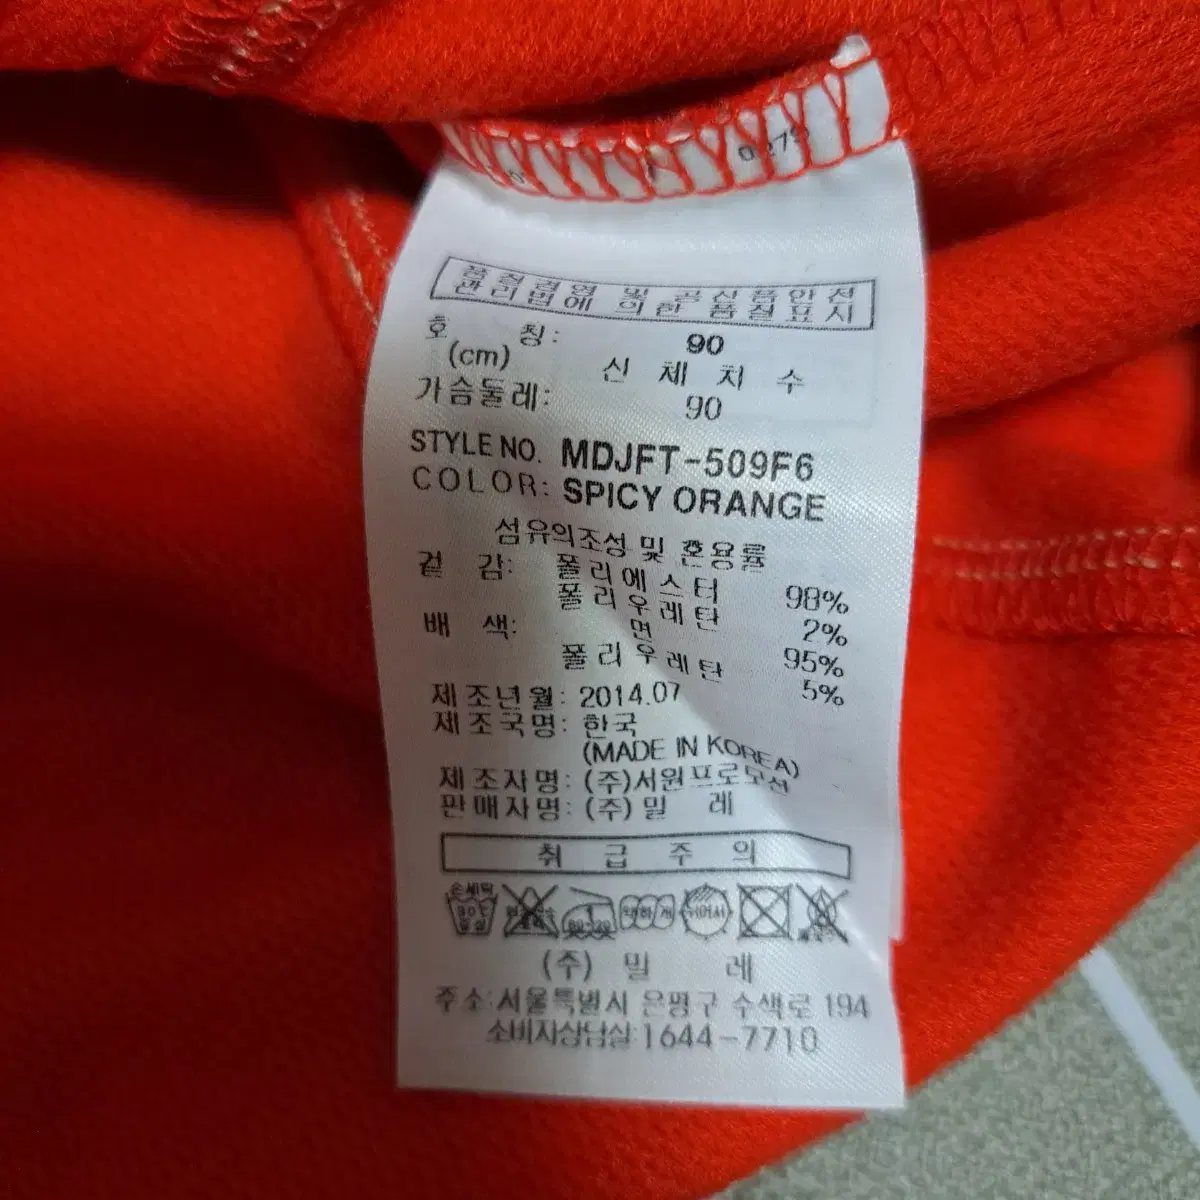 0279
품질경영 및 공산품안전
관리법에 의한 품질표시
호 칭: 90
(cm) 신 체 치 수
가슴둘레: 90
STYLE NO. MDJFT-509F6
COLOR: SPICY ORANGE
섬유의조성 및 혼용률
겉 감: 폴리에스터 98%
폴리우레탄 2%
배 색: 면 95%
폴리우레탄 5%
제조년월: 2014.07
제조국명: 한국
(MADE IN KOREA)
제조자명: (주)서원프로모션
판매자명: (주)밀 레
취 급 주 의
손세탁
(주) 밀 레
주소:서울특별시 은평구 수색로 194
소비자상담실:1644-7710